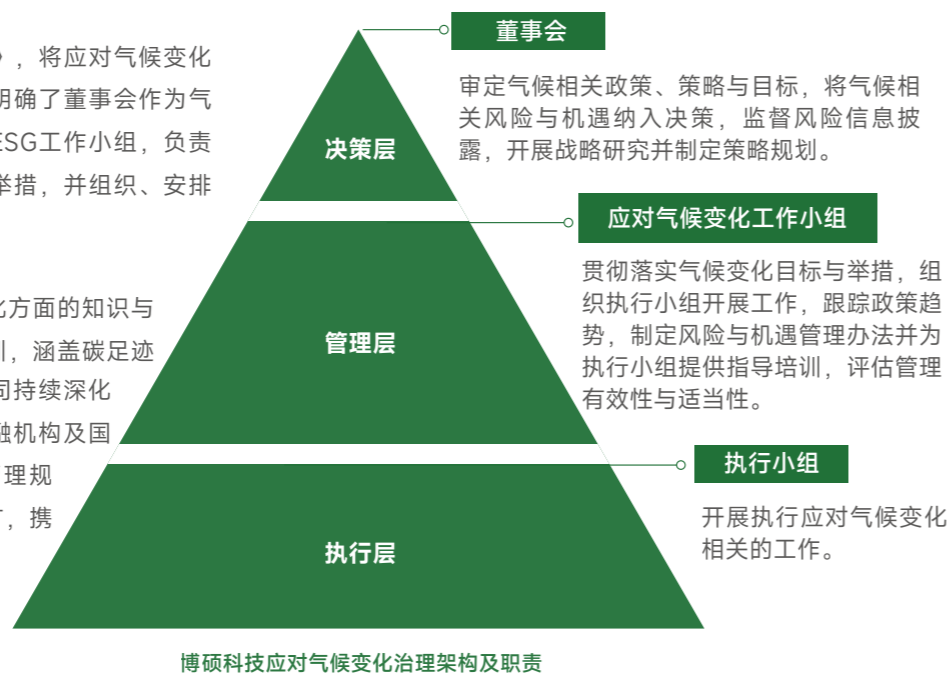 》，将应对气候变化
明确了董事会作为气
ESG工作小组，负责
举措，并组织、安排
化方面的知识与
涵盖碳足迹
司持续深化
融机构及国
理规
，携
决策层
董事会
审定气候相关政策、策略与目标，将气候相
关风险与机遇纳入决策，监督风险信息披
露，开展战略研究并制定策略规划。
管理层
应对气候变化工作小组
贯彻落实气候变化目标与举措，组
织执行小组开展工作，跟踪政策趋
势，制定风险与机遇管理办法并为
执行小组提供指导培训，评估管理
有效性与适当性。
执行层
执行小组
开展执行应对气候变化
相关的工作。
博硕科技应对气候变化治理架构及职责